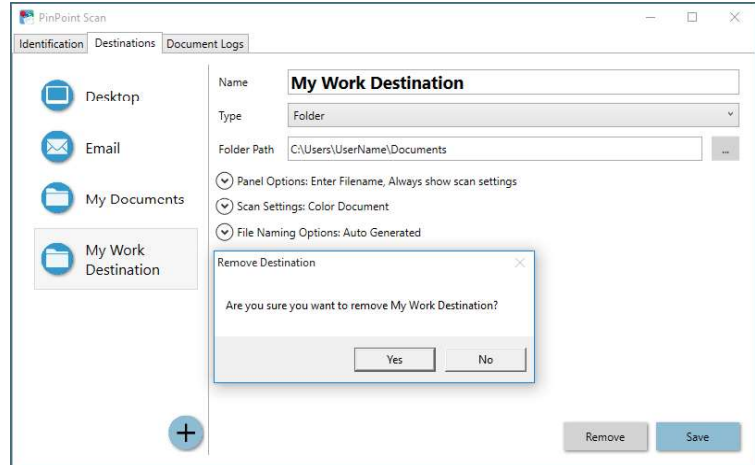 PinPoint Scan
Identification Destinations Document Logs
Desktop
Email
My Documents
My Work
Destination
Name My Work Destination
Type Folder
Folder Path C:\Users\UserName\Documents ...
Panel Options: Enter Filename, Always show scan settings
Scan Settings: Color Document
File Naming Options: Auto Generated
Remove Destination
Are you sure you want to remove My Work Destination?
Yes No
Remove Save